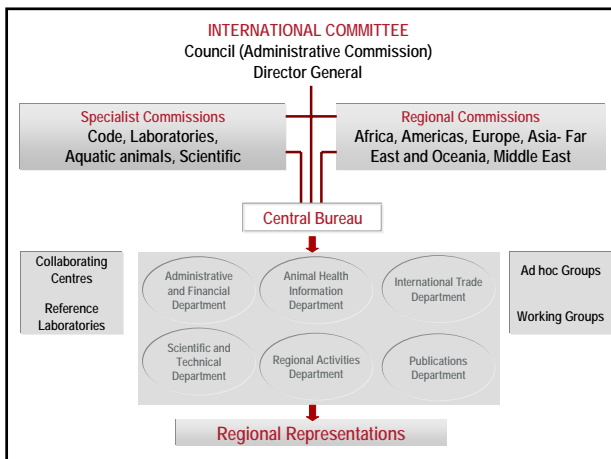 INTERNATIONAL COMMITTEE
Council (Administrative Commission)
Director General
Specialist Commissions
Code, Laboratories,
Aquatic animals, Scientific
Regional Commissions
Africa, Americas, Europe, Asia- Far
East and Oceania, Middle East
Central Bureau
Collaborating
Centres
Reference
Laboratories
Administrative
and Financial
Department
Animal Health
Information
Department
International Trade
Department
Scientific and
Technical
Department
Regional Activities
Department
Publications
Department
Ad hoc Groups
Working Groups
Regional Representations